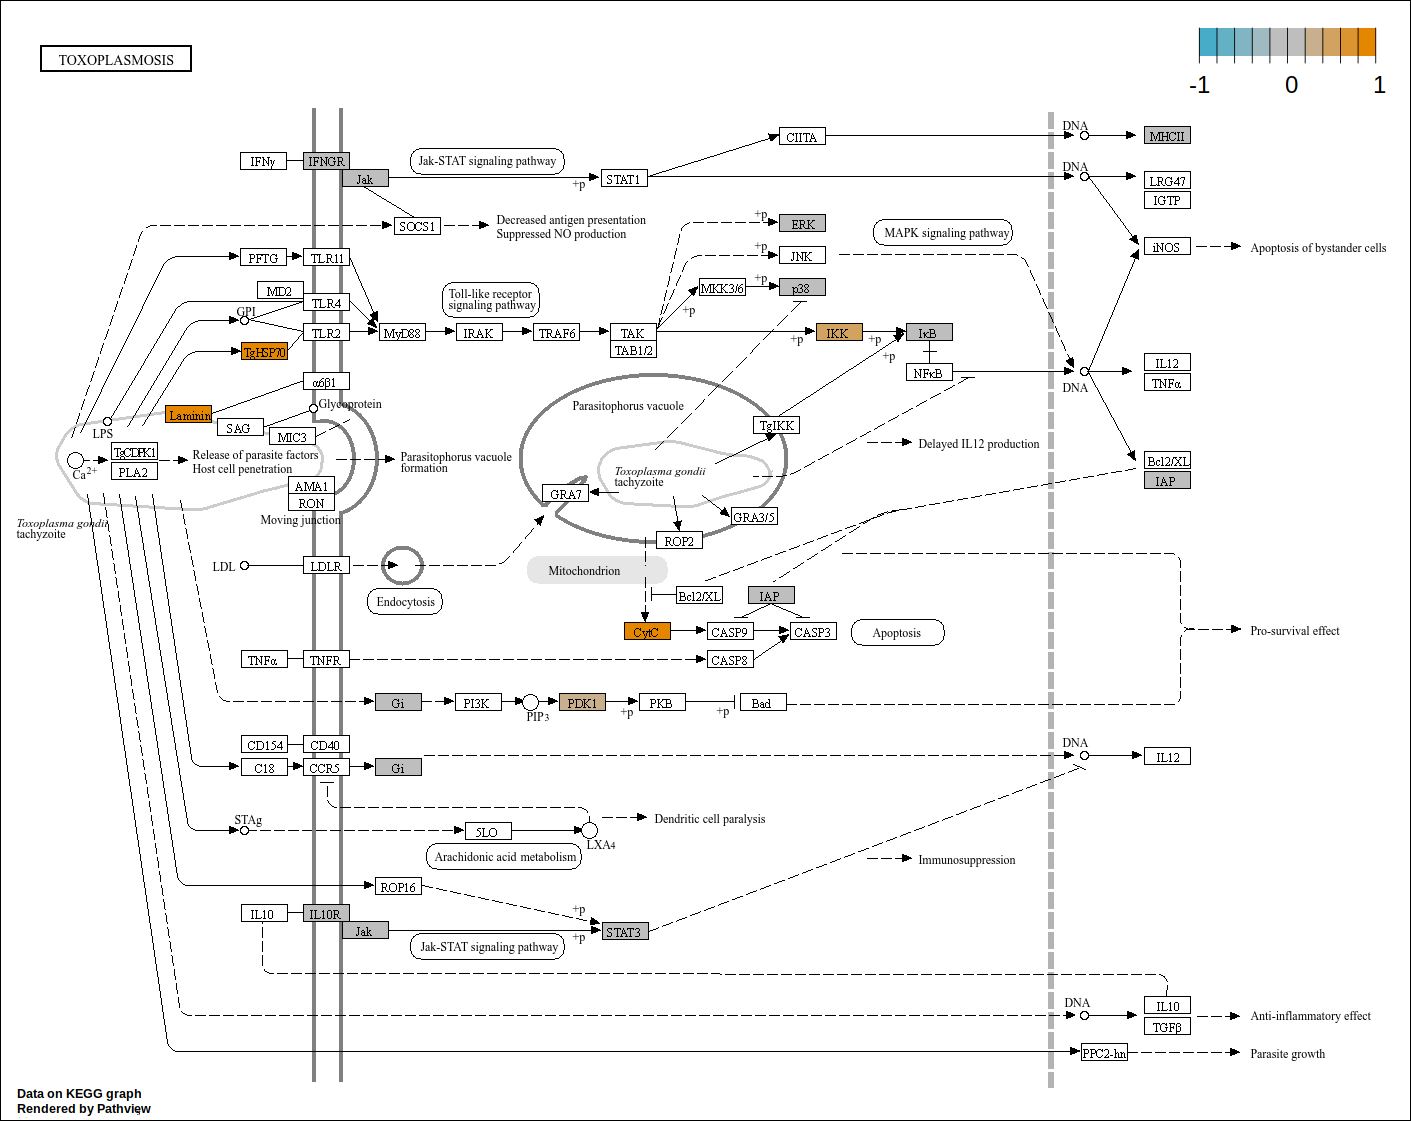 TOXOPLASMOSIS
-1 0 1
DNA
CIITA
MHCII
IFNγ
IFNGR
Jak-STAT signaling pathway
DNA
Jak
+p
STAT1
LRG47
IGTP
SOCS1
Decreased antigen presentation
Suppressed NO production
+p
ERK
MAPK signaling pathway
iNOS
Apoptosis of bystander cells
PFTG
TLR11
+p
JNK
MD2
TLR4
Toll-like receptor
signaling pathway
MKK3/6
+p
p38
GPI
+p
TLR2
MyD88
IRAK
TRAF6
TAK
TAB1/2
+p
IKK
+p
IκB
+p
TgHSP70
NFκB
IL12
TNFα
DNA
α6β1
Glycoprotein
Parasitophorus vacuole
Laminin
SAG
MIC3
LPS
TgIKK
TgCDPK1
PLA2
Ca2+
Release of parasite factors
Host cell penetration
Parasitophorus vacuole
formation
Delayed IL12 production
Bcl2/XL
IAP
Toxoplasma gondii
tachyzoite
AMA1
RON
Moving junction
GRA7
GRA3/5
ROP2
Toxoplasma gondii
tachyzoite
LDL
LDLR
Endocytosis
Mitochondrion
Bcl2/XL
IAP
CytC
CASP9
CASP3
Apoptosis
Pro-survival effect
TNFα
TNFR
CASP8
Gi
PI3K
PIP3
PDK1
+p
PKB
+p
Bad
CD154
CD40
DNA
C18
CCR5
Gi
IL12
STAg
5LO
LXA4
Dendritic cell paralysis
Arachidonic acid metabolism
Immunosuppression
ROP16
IL10
IL10R
+p
Jak
+p
STAT3
Jak-STAT signaling pathway
DNA
IL10
TGFβ
Anti-inflammatory effect
PPC2-hn
Parasite growth
Data on KEGG graph
Rendered by Pathview